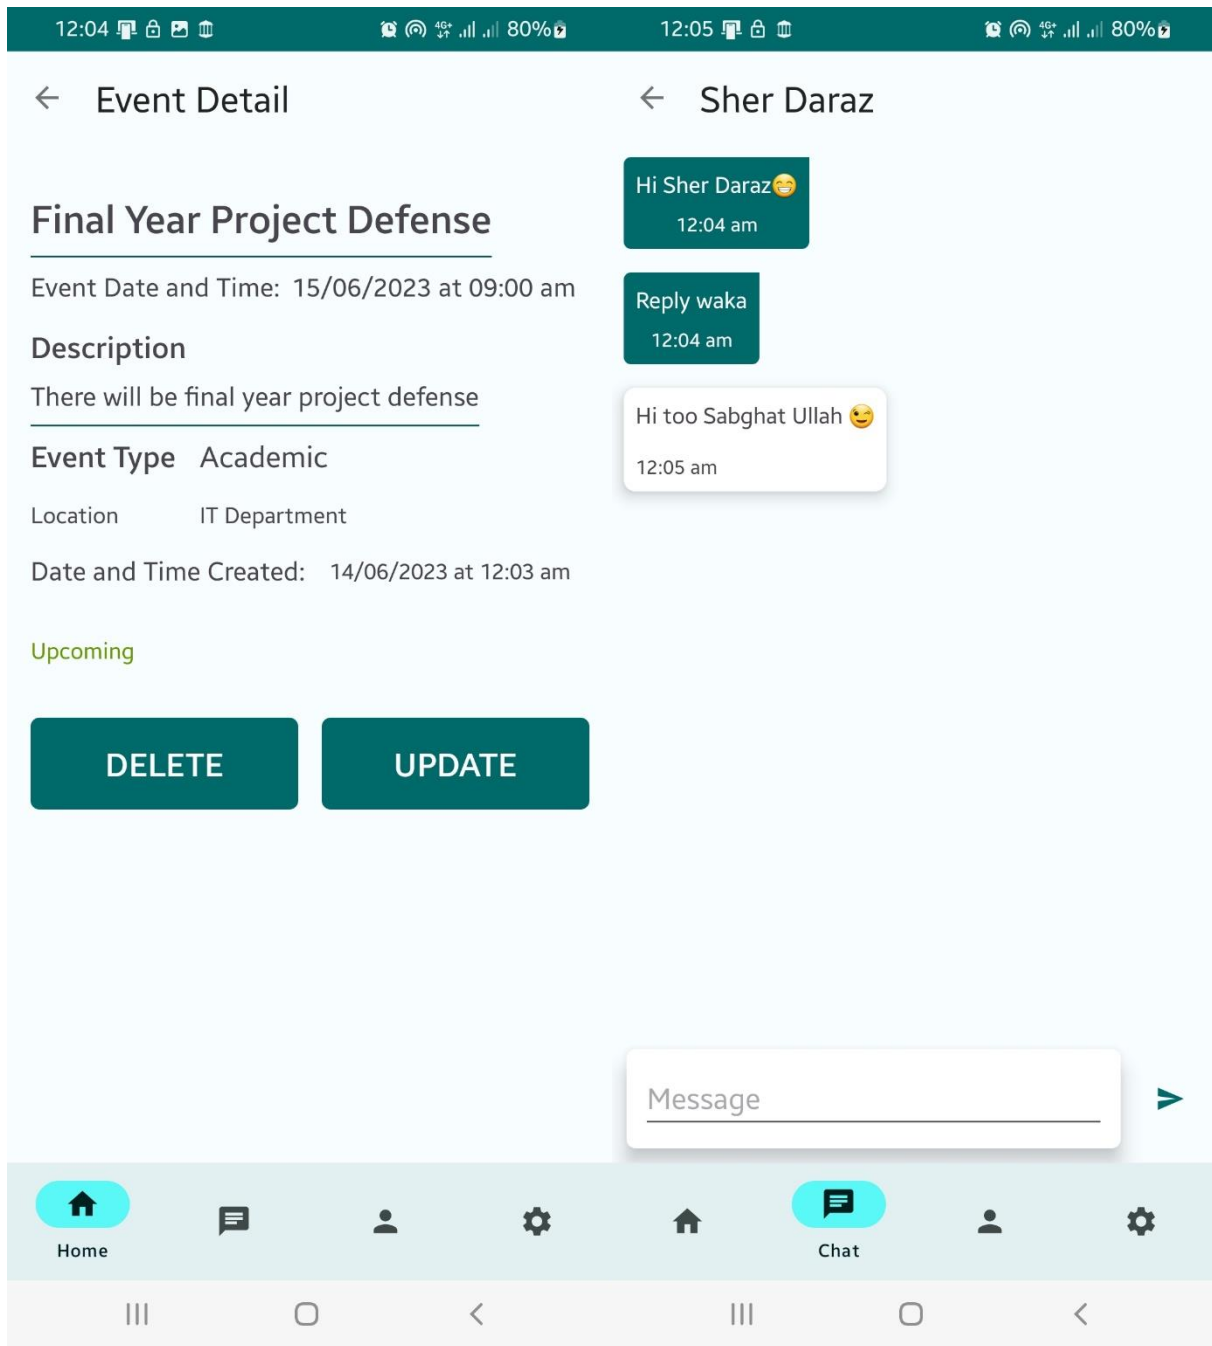 12:04 4G+ 80%
Event Detail
Final Year Project Defense
Event Date and Time: 15/06/2023 at 09:00 am
Description
There will be final year project defense
Event Type Academic
Location IT Department
Date and Time Created: 14/06/2023 at 12:03 am
Upcoming
DELETE UPDATE
Home
12:05 4G+ 80%
Sher Daraz
Hi Sher Daraz😁
12:04 am
Reply waka
12:04 am
Hi too Sabghat Ullah 😉
12:05 am
Message
Chat